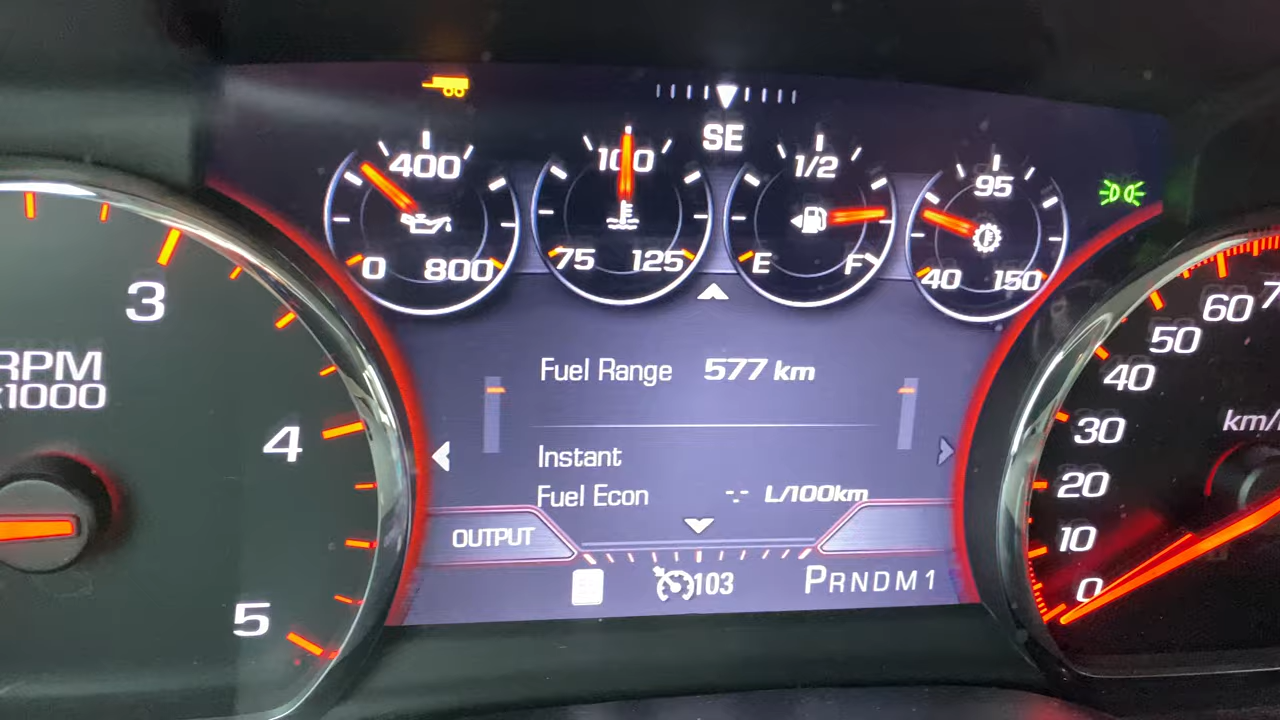 SE
400
0 800
100
75 125
1/2
E F
95
40 150
3
4
5
RPM
x1000
Fuel Range 577 km
Instant
Fuel Econ -.- L/100km
OUTPUT
103
PRNDM1
60
50
40
30
20
10
0